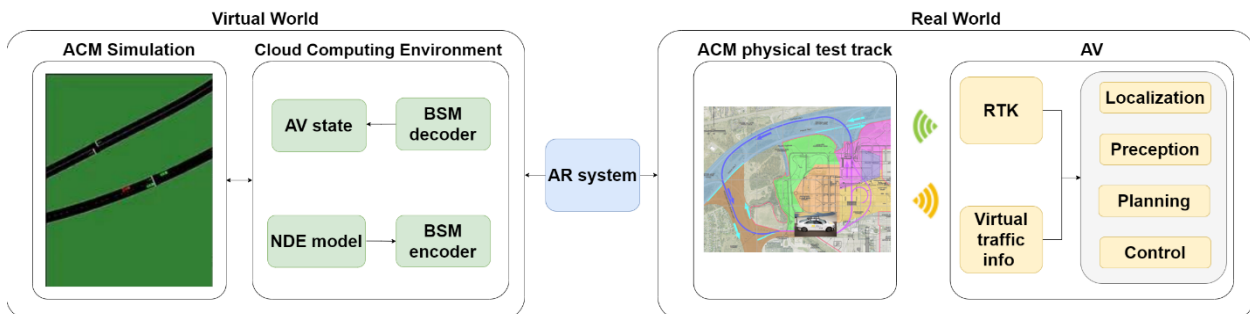 Virtual World
Real World
ACM Simulation
Cloud Computing Environment
ACM physical test track
AV
AV state
BSM
decoder
NDE model
BSM
encoder
AR system
RTK
Virtual
traffic
info
Localization
Preception
Planning
Control